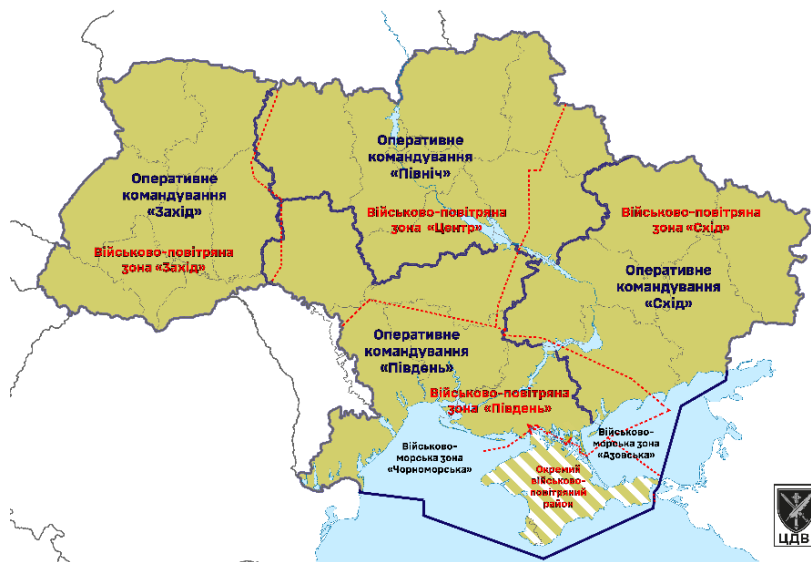 Оперативне
командування
«Північ»
Оперативне
командування
«Захід»
Військово-повітряна
зона «Центр»
Військово-повітряна
зона «Схід»
Військово-повітряна
зона «Захід»
Оперативне
командування
«Схід»
Оперативне
командування
«Південь»
Військово-повітряна
зона «Південь»
Військово-
морська зона
«Чорноморська»
Військово-
морська зона
«Азовська»
Окремий
військово-
повітряний
район
ЦДВ